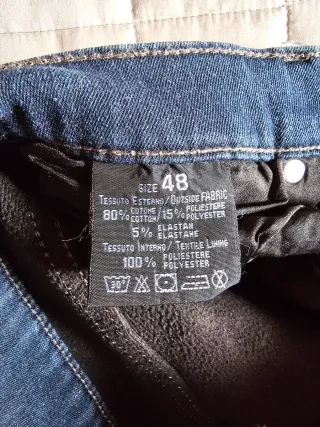 SIZE 48
TESSUTO ESTERNO/OUTSIDE FABRIC
80% COTONE COTTON/15% POLIESTERE POLYESTER
5% ELASTAN ELASTANE
TESSUTO INTERNO/TEXTILE LINING
100% POLIESTERE POLYESTER
30°